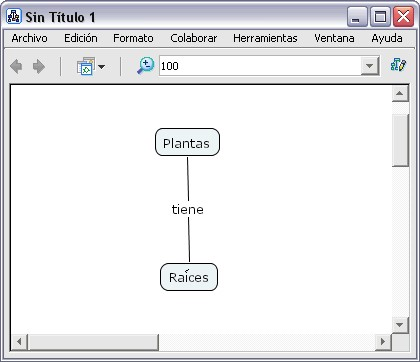 Sin Título 1
Archivo Edición Formato Colaborar Herramientas Ventana Ayuda
100
Plantas
tiene
Raíces